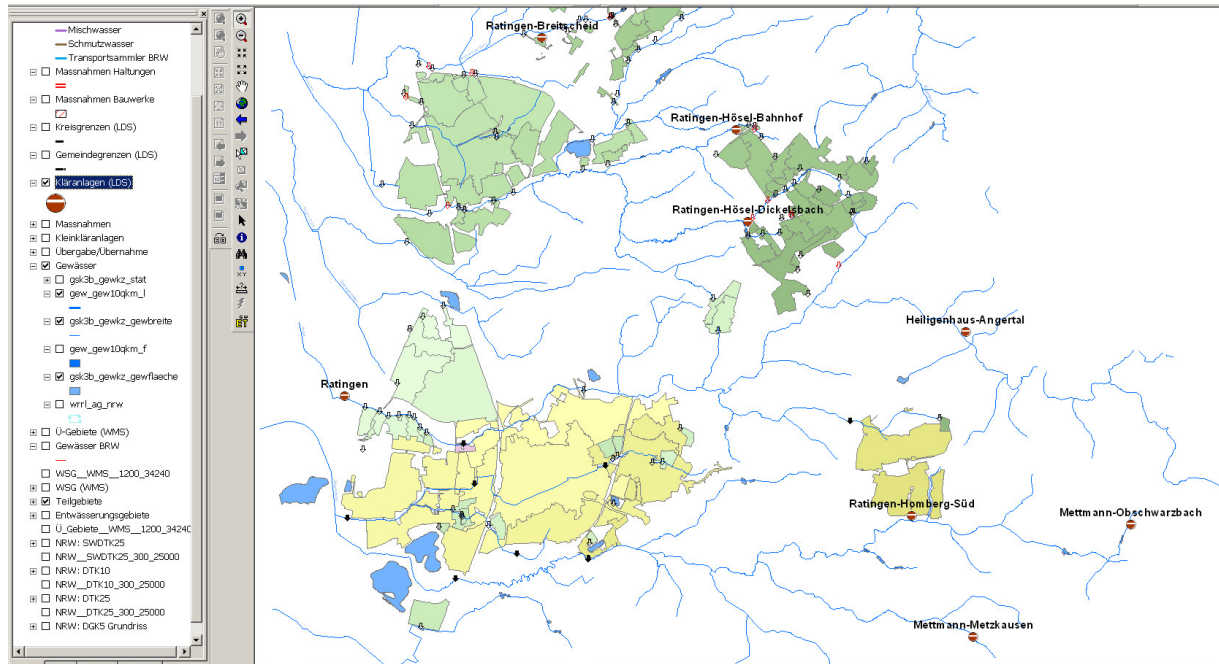 Mischwasser
Schmutzwasser
Transportsammler BRW
Massnahmen Haltungen
Massnahmen Bauwerke
Kreisgrenzen (LDS)
Gemeindegrenzen (LDS)
Kläranlagen (LDS)
Massnahmen
Kleinkläranlagen
Übergabe/Übernahme
Gewässer
gsk3b_gewkz_stat
gew_gew10qkm_l
gsk3b_gewkz_gewbreite
gew_gew10qkm_f
gsk3b_gewkz_gewflaeche
wrrl_ag_nrw
Ü-Gebiete (WMS)
Gewässer BRW
WSG__WMS__1200_34240
WSG (WMS)
Teilgebiete
Entwässerungsgebiete
Ü_Gebiete__WMS__1200_34240
NRW: SWDTK25
NRW__SWDTK25_300_25000
NRW: DTK10
NRW__DTK10_300_25000
NRW: DTK25
NRW__DTK25_300_25000
NRW: DGK5 Grundriss
XY
ET
Ratingen-Breitscheid
Ratingen-Hösel-Bahnhof
Ratingen-Hösel-Dickelsbach
Heiligenhaus-Angertal
Ratingen
Ratingen-Homberg-Süd
Mettmann-Obschwarzbach
Mettmann-Metzkausen